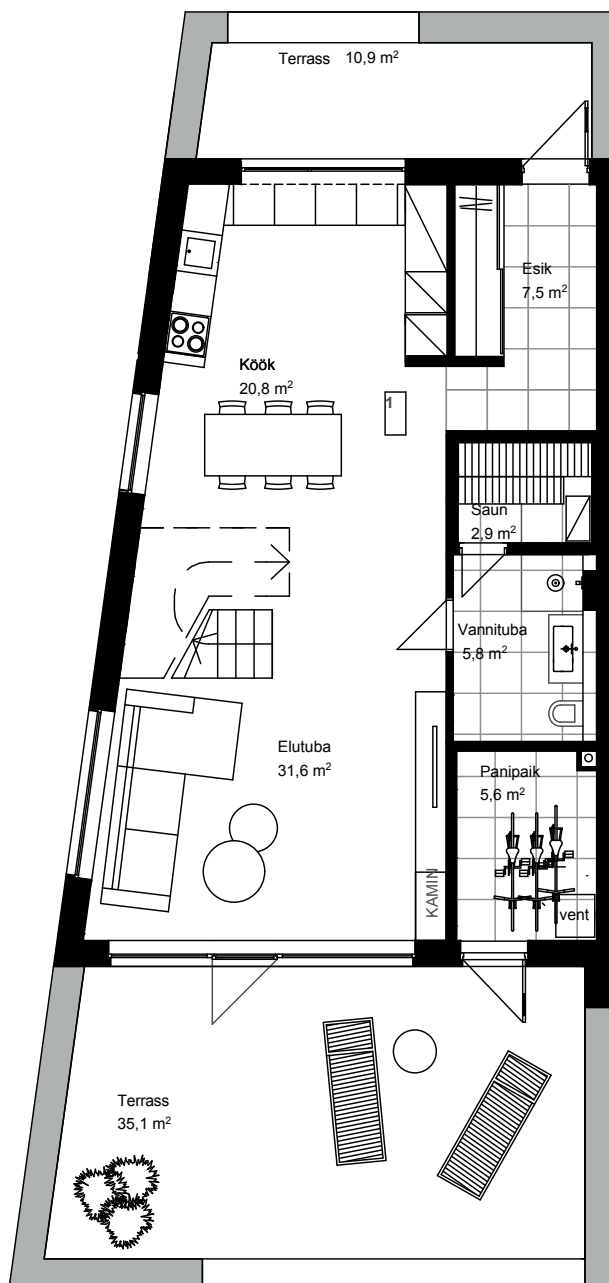 Terrass 10,9 m²
Esik
7,5 m²
Köök
20,8 m²
1
Saun
2,9 m²
Vannituba
5,8 m²
Elutuba
31,6 m²
Panipaik
5,6 m²
KAMIN
vent
Terrass
35,1 m²